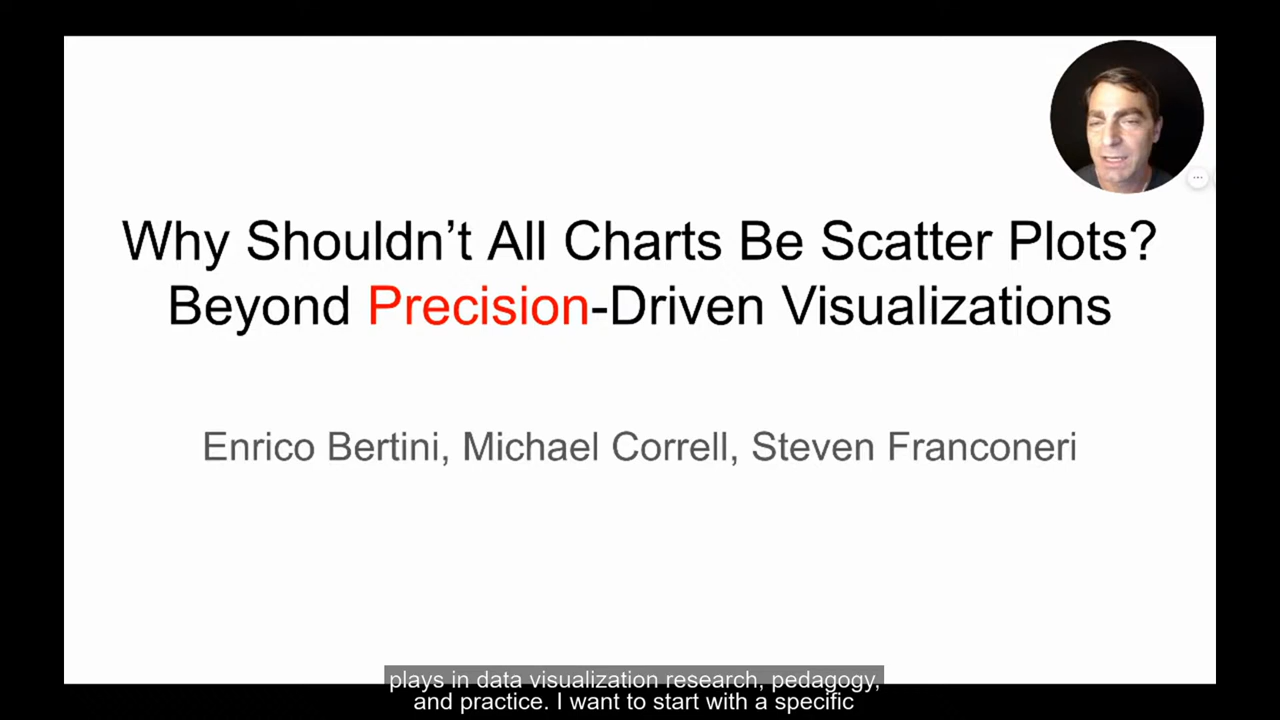 Why Shouldn’t All Charts Be Scatter Plots?
Beyond Precision-Driven Visualizations
Enrico Bertini, Michael Correll, Steven Franconeri
plays in data visualization research, pedagogy,
and practice. I want to start with a specific